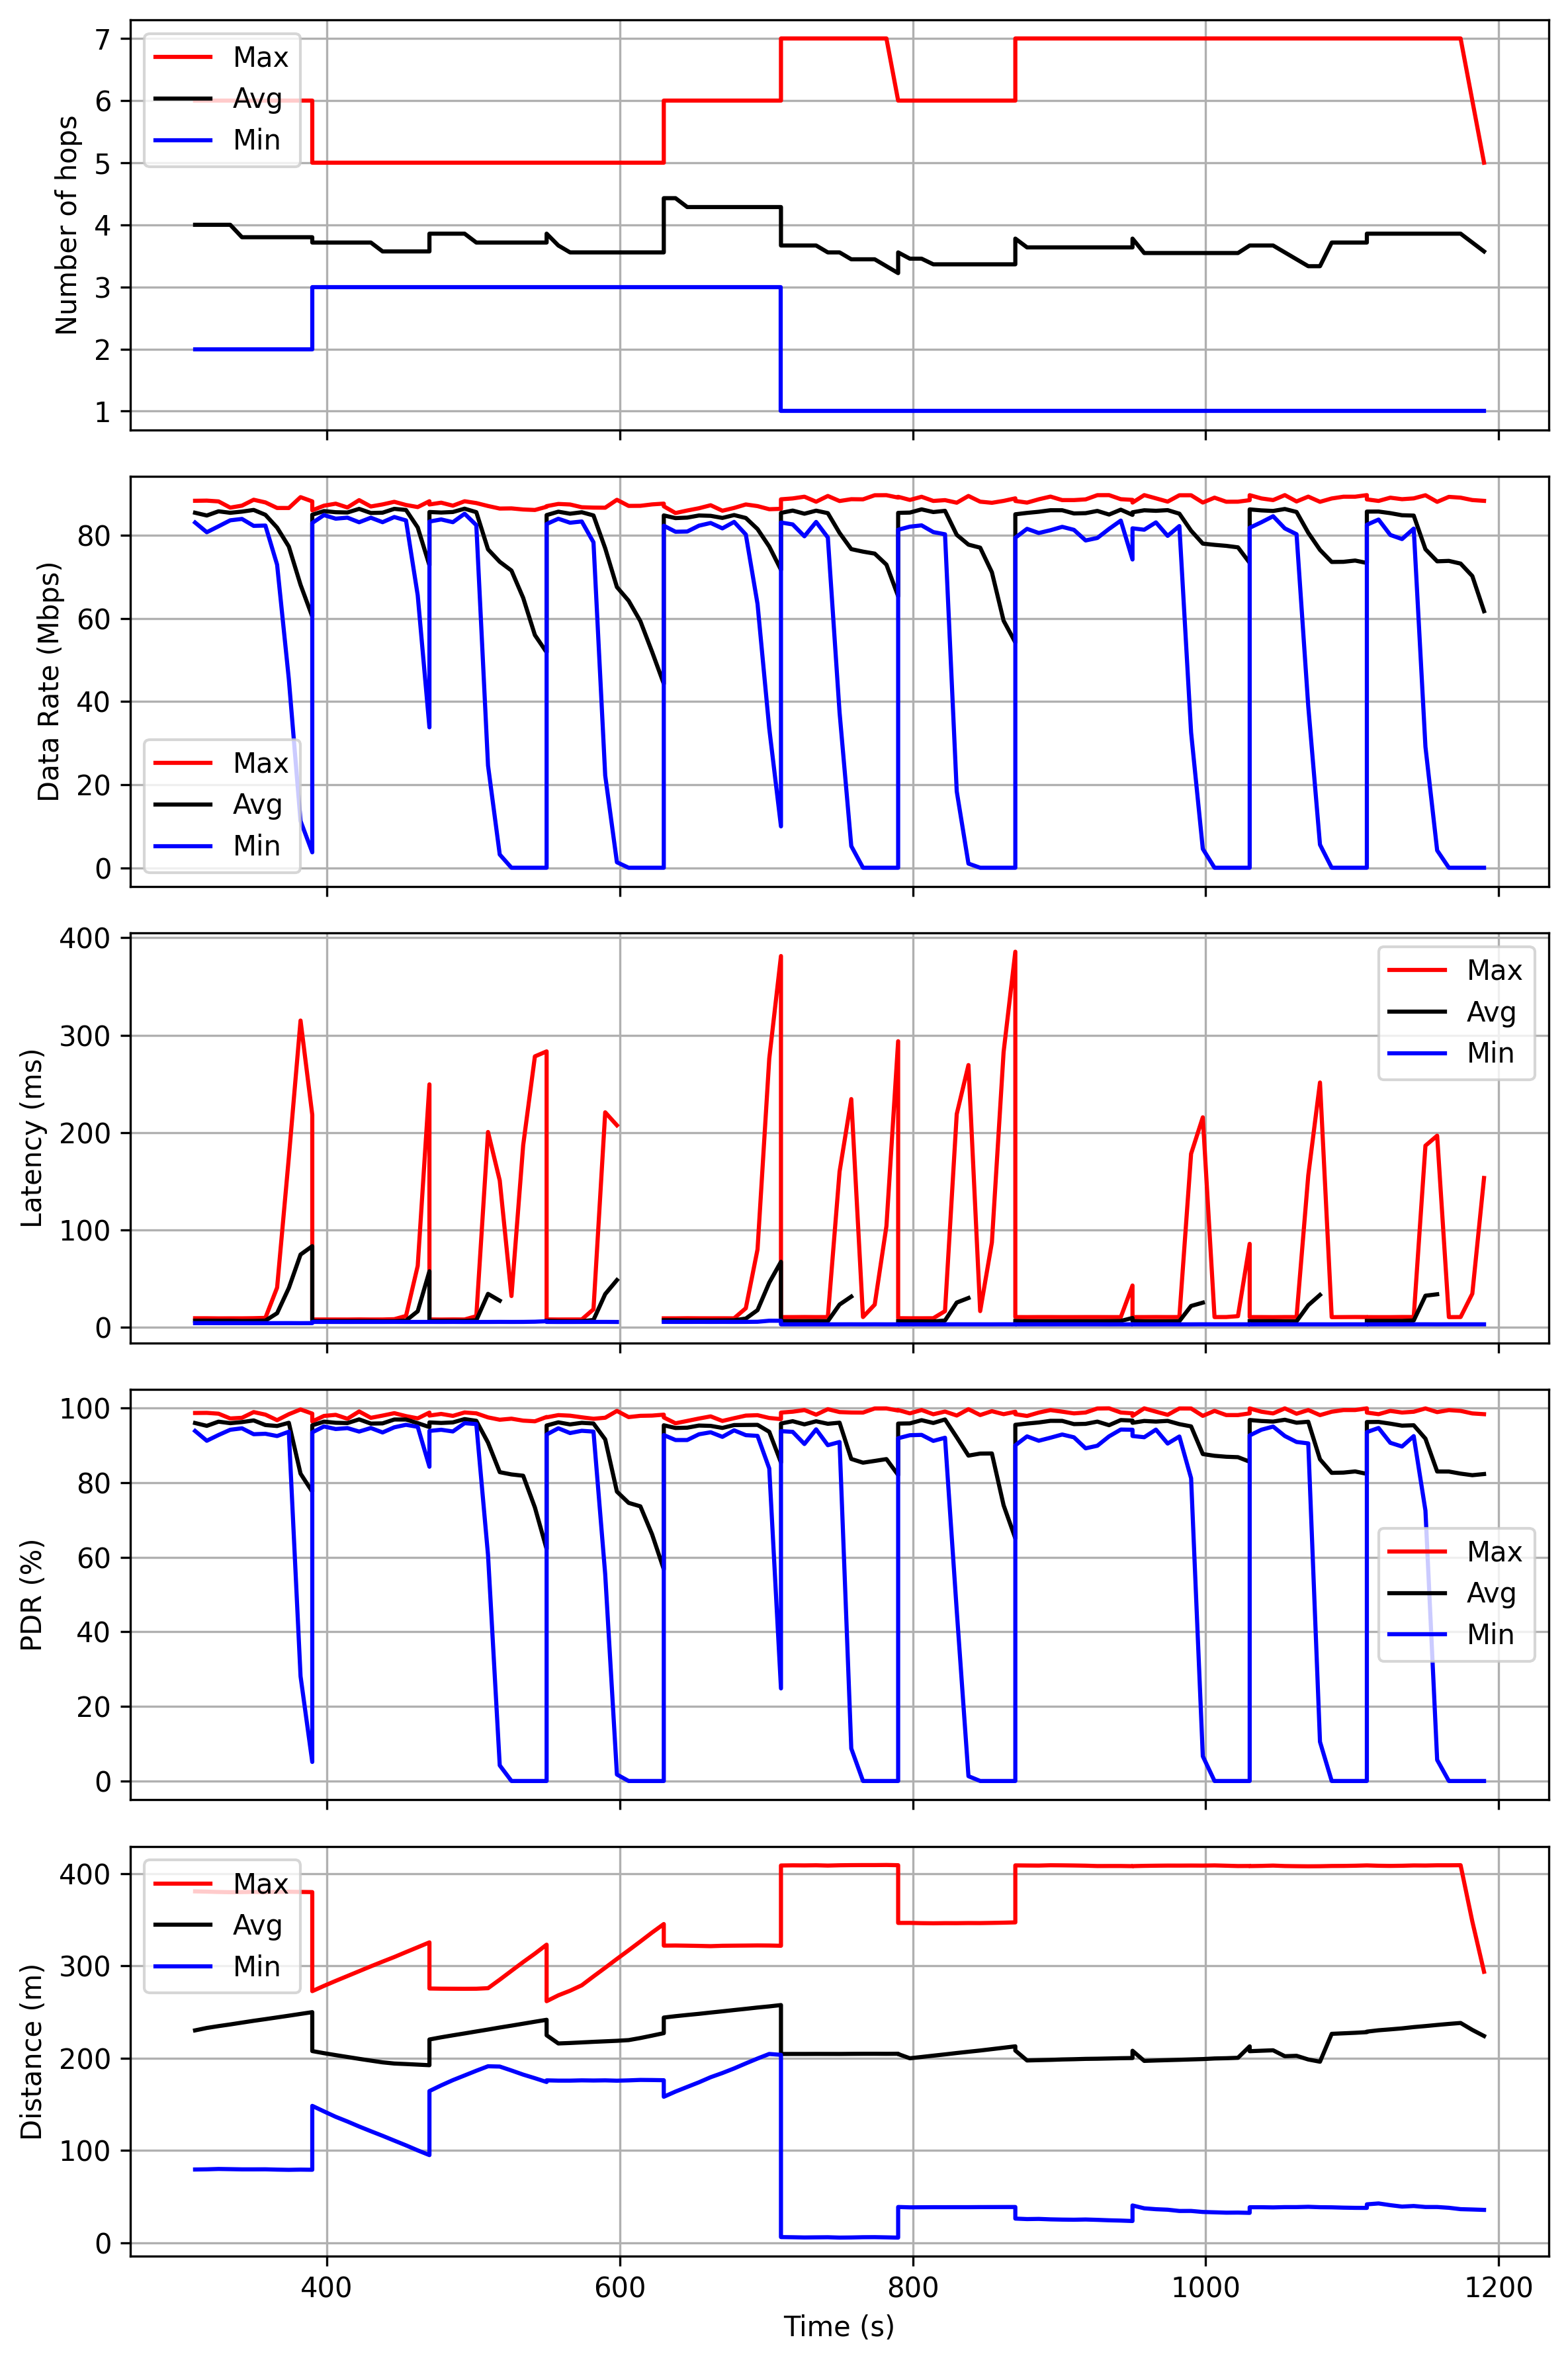 Number of hops
7
6
5
4
3
2
1
Max
Avg
Min
Data Rate (Mbps)
80
60
40
20
0
Max
Avg
Min
Latency (ms)
400
300
200
100
0
Max
Avg
Min
PDR (%)
100
80
60
40
20
0
Max
Avg
Min
Distance (m)
400
300
200
100
0
Max
Avg
Min
400 600 800 1000 1200
Time (s)